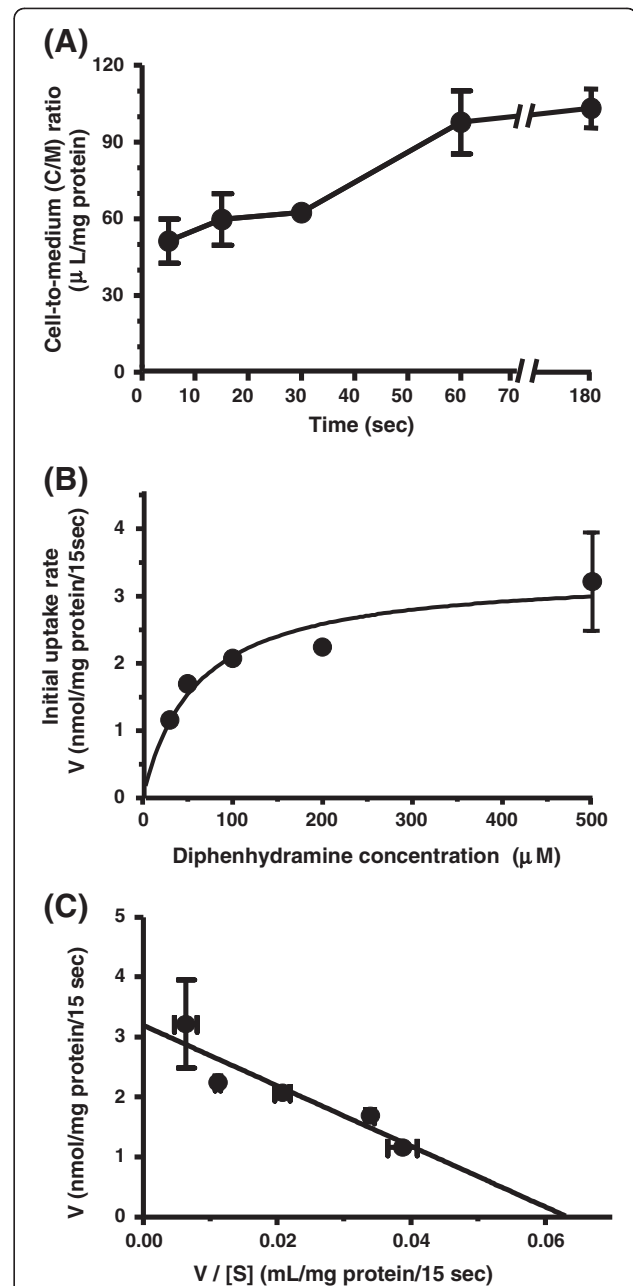 (A)
Cell-to-medium (C/M) ratio
(μ L/mg protein)
120
90
60
30
0
0 10 20 30 40 50 60 70 180
Time (sec)
(B)
Initial uptake rate
V (nmol/mg protein/15sec)
4
3
2
1
0
0 100 200 300 400 500
Diphenhydramine concentration (μ M)
(C)
V (nmol/mg protein/15 sec)
5
4
3
2
1
0
0.00 0.02 0.04 0.06
V / [S] (mL/mg protein/15 sec)